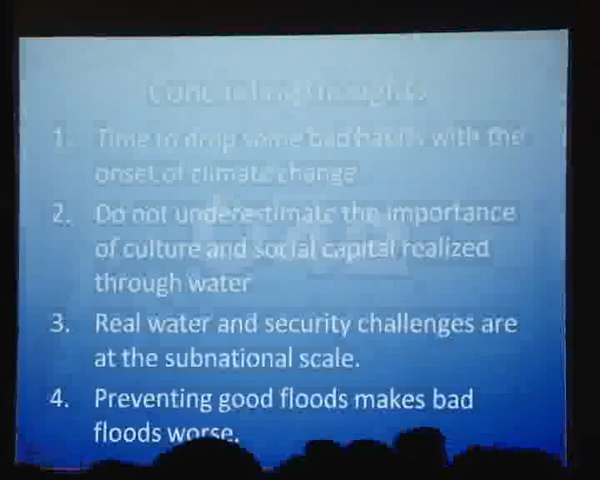 Concluding thoughts
1. Time to drop some bad habits with the
onset of climate change
2. Do not underestimate the importance
of culture and social capital realized
through water
3. Real water and security challenges are
at the subnational scale.
4. Preventing good floods makes bad
floods worse.